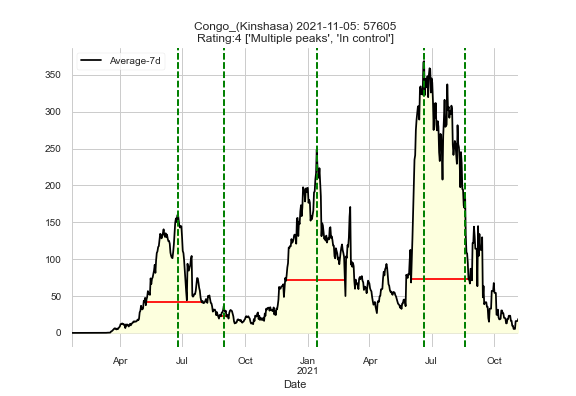 Congo_(Kinshasa) 2021-11-05: 57605
Rating:4 ['Multiple peaks', 'In control']
Average-7d
350
300
250
200
150
100
50
0
Apr
Jul
Oct
Jan
2021
Apr
Jul
Oct
Date